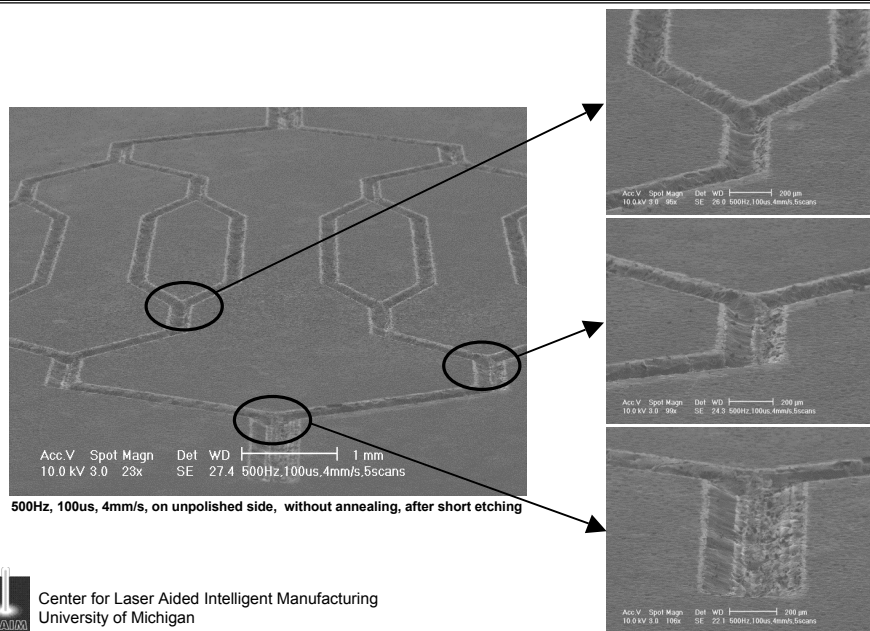 Acc.V Spot Magn Det WD 200 µm
10.0 kV 3.0 95x SE 26.0 500Hz,100us,4mm/s,5scans
Acc.V Spot Magn Det WD 200 µm
10.0 kV 3.0 99x SE 24.3 500Hz,100us,4mm/s,5scans
Acc.V Spot Magn Det WD 1 mm
10.0 kV 3.0 23x SE 27.4 500Hz,100us,4mm/s,5scans
500Hz, 100us, 4mm/s, on unpolished side, without annealing, after short etching
Acc.V Spot Magn Det WD 200 µm
10.0 kV 3.0 106x SE 22.1 500Hz,100us,4mm/s,5scans
Center for Laser Aided Intelligent Manufacturing
University of Michigan